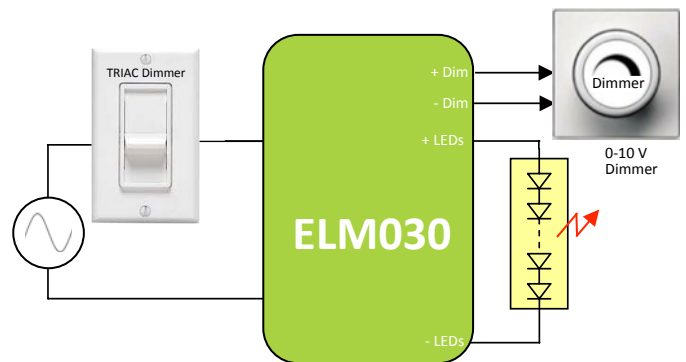 TRIAC Dimmer
+ Dim
- Dim
+ LEDs
ELM030
- LEDs
Dimmer
0-10 V
Dimmer